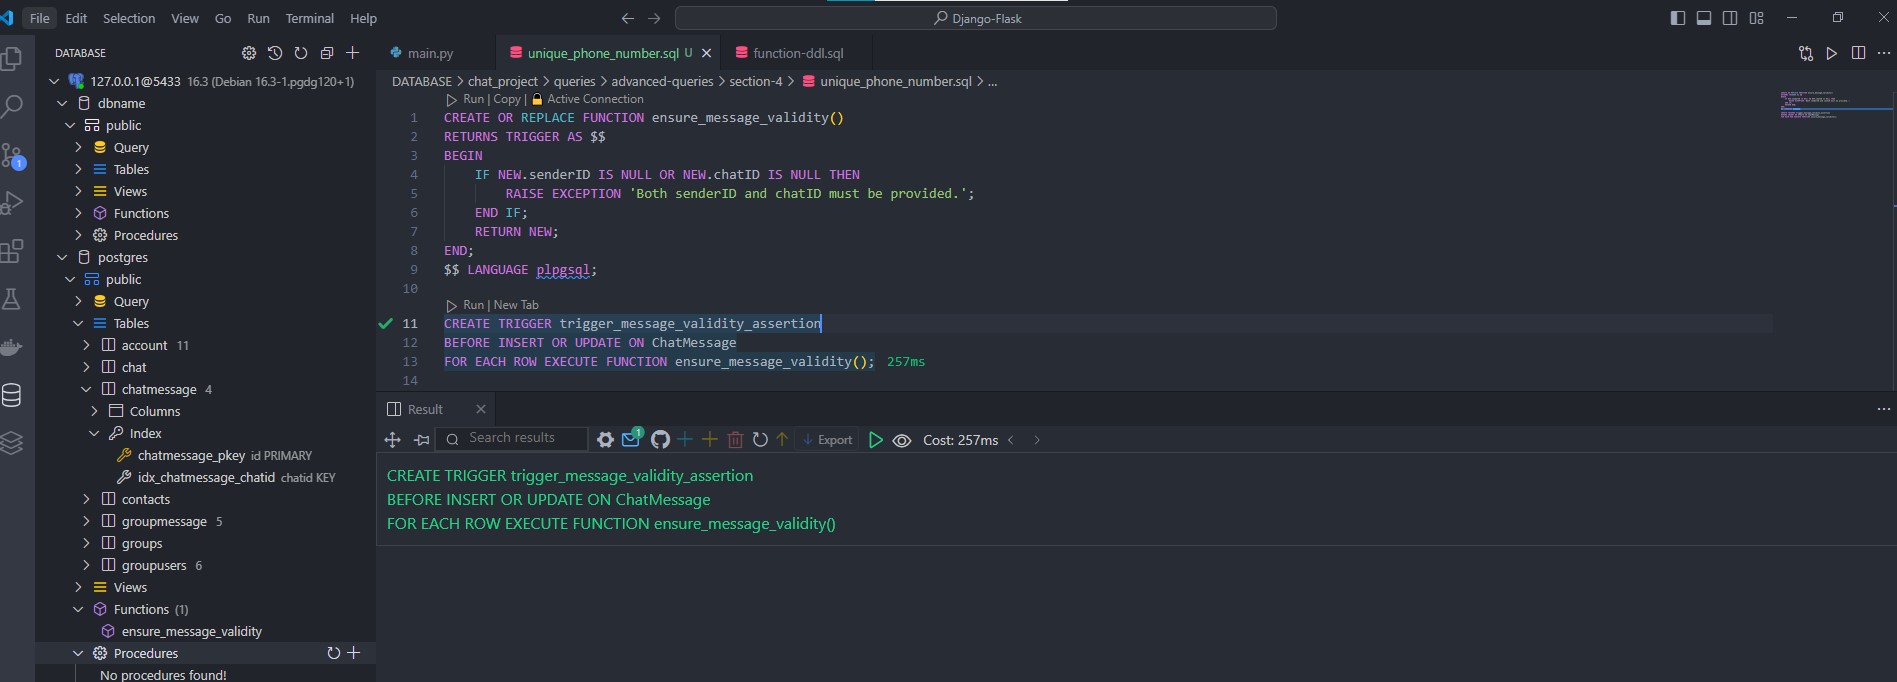 File Edit Selection View Go Run Terminal Help
Django-Flask
DATABASE
127.0.0.1@5433 16.3 (Debian 16.3-1.pgdg120+1)
dbname
public
Query
Tables
Views
Functions
Procedures
postgres
public
Query
Tables
account 11
chat
chatmessage 4
Columns
Index
chatmessage_pkey id PRIMARY
idx_chatmessage_chatid chatid KEY
contacts
groupmessage 5
groups
groupusers 6
Views
Functions (1)
ensure_message_validity
Procedures
No procedures found!
1
main.py
unique_phone_number.sql U
function-ddl.sql
DATABASE > chat_project > queries > advanced-queries > section-4 > unique_phone_number.sql > ...
Run | Copy | Active Connection
1 CREATE OR REPLACE FUNCTION ensure_message_validity()
2 RETURNS TRIGGER AS $$
3 BEGIN
4 IF NEW.senderID IS NULL OR NEW.chatID IS NULL THEN
5 RAISE EXCEPTION 'Both senderID and chatID must be provided.';
6 END IF;
7 RETURN NEW;
8 END;
9 $$ LANGUAGE plpgsql;
10
Run | New Tab
11 CREATE TRIGGER trigger_message_validity_assertion
12 BEFORE INSERT OR UPDATE ON ChatMessage
13 FOR EACH ROW EXECUTE FUNCTION ensure_message_validity(); 257ms
14
Result
Search results
1
Export
Cost: 257ms
CREATE TRIGGER trigger_message_validity_assertion
BEFORE INSERT OR UPDATE ON ChatMessage
FOR EACH ROW EXECUTE FUNCTION ensure_message_validity()